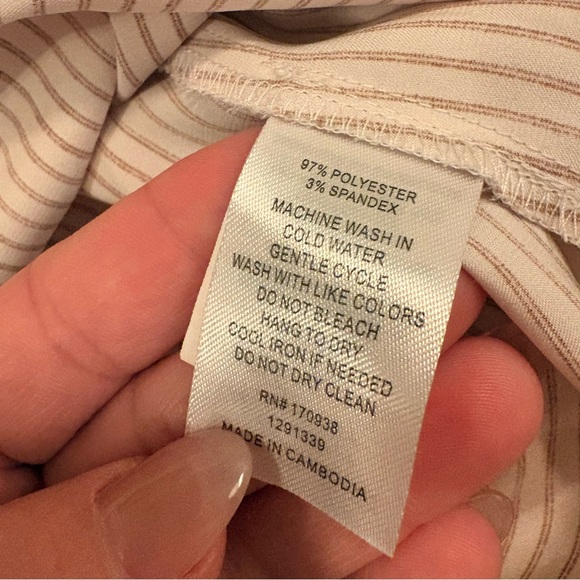 97% POLYESTER
3% SPANDEX
MACHINE WASH IN
COLD WATER
GENTLE CYCLE
WASH WITH LIKE COLORS
DO NOT BLEACH
HANG TO DRY
COOL IRON IF NEEDED
DO NOT DRY CLEAN
RN# 170938
1291339
MADE IN CAMBODIA